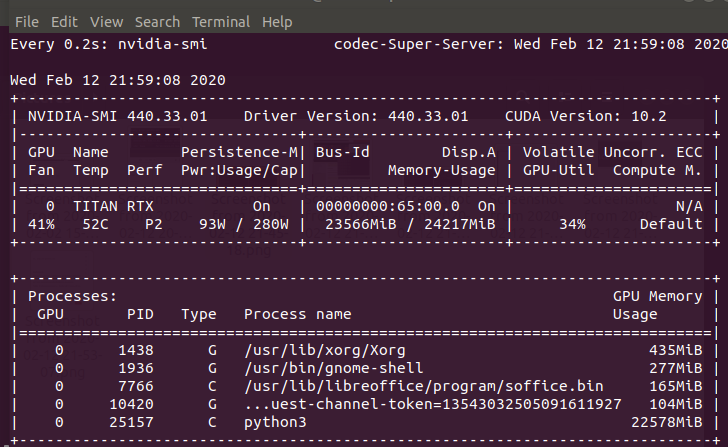 File Edit View Search Terminal Help
Every 0.2s: nvidia-smi codec-Super-Server: Wed Feb 12 21:59:08 2020
Wed Feb 12 21:59:08 2020
+-----------------------------------------------------------------------------+
| NVIDIA-SMI 440.33.01    Driver Version: 440.33.01    CUDA Version: 10.2     |
|-------------------------------+----------------------+----------------------+
| GPU  Name        Persistence-M| Bus-Id        Disp.A | Volatile Uncorr. ECC |
| Fan  Temp  Perf  Pwr:Usage/Cap|         Memory-Usage | GPU-Util  Compute M. |
|===============================+======================+======================|
|   0  TITAN RTX           On   | 00000000:65:00.0  On |                  N/A |
| 41%   52C    P2    93W / 280W |  23566MiB / 24217MiB |     34%      Default |
+-------------------------------+----------------------+----------------------+
+-----------------------------------------------------------------------------+
| Processes:                                                       GPU Memory |
|  GPU       PID   Type   Process name                             Usage      |
|=============================================================================|
|    0      1438      G   /usr/lib/xorg/Xorg                           435MiB |
|    0      1936      G   /usr/bin/gnome-shell                         277MiB |
|    0      7766      C   /usr/lib/libreoffice/program/soffice.bin     165MiB |
|    0     10420      G   ...uest-channel-token=13543032505091611927   104MiB |
|    0     25157      C   python3                                    22578MiB |
+-----------------------------------------------------------------------------+